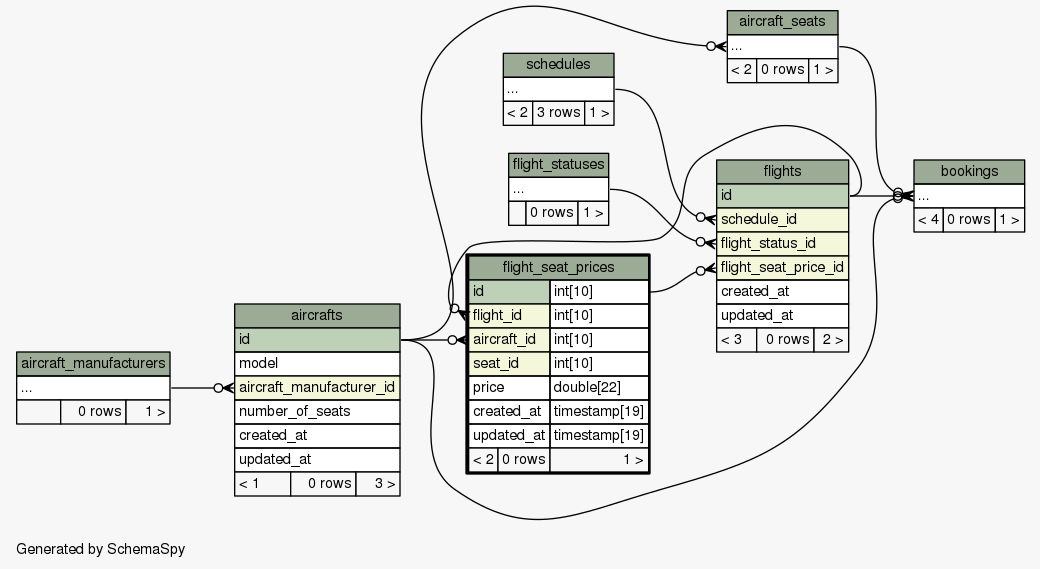 aircraft_seats
...
< 2 0 rows 1 >
schedules
...
< 2 3 rows 1 >
flight_statuses
...
0 rows 1 >
flights
id
schedule_id
flight_status_id
flight_seat_price_id
created_at
updated_at
< 3 0 rows 2 >
bookings
...
< 4 0 rows 1 >
flight_seat_prices
id int[10]
flight_id int[10]
aircraft_id int[10]
seat_id int[10]
price double[22]
created_at timestamp[19]
updated_at timestamp[19]
< 2 0 rows 1 >
aircrafts
id
model
aircraft_manufacturer_id
number_of_seats
created_at
updated_at
< 1 0 rows 3 >
aircraft_manufacturers
...
0 rows 1 >
Generated by SchemaSpy